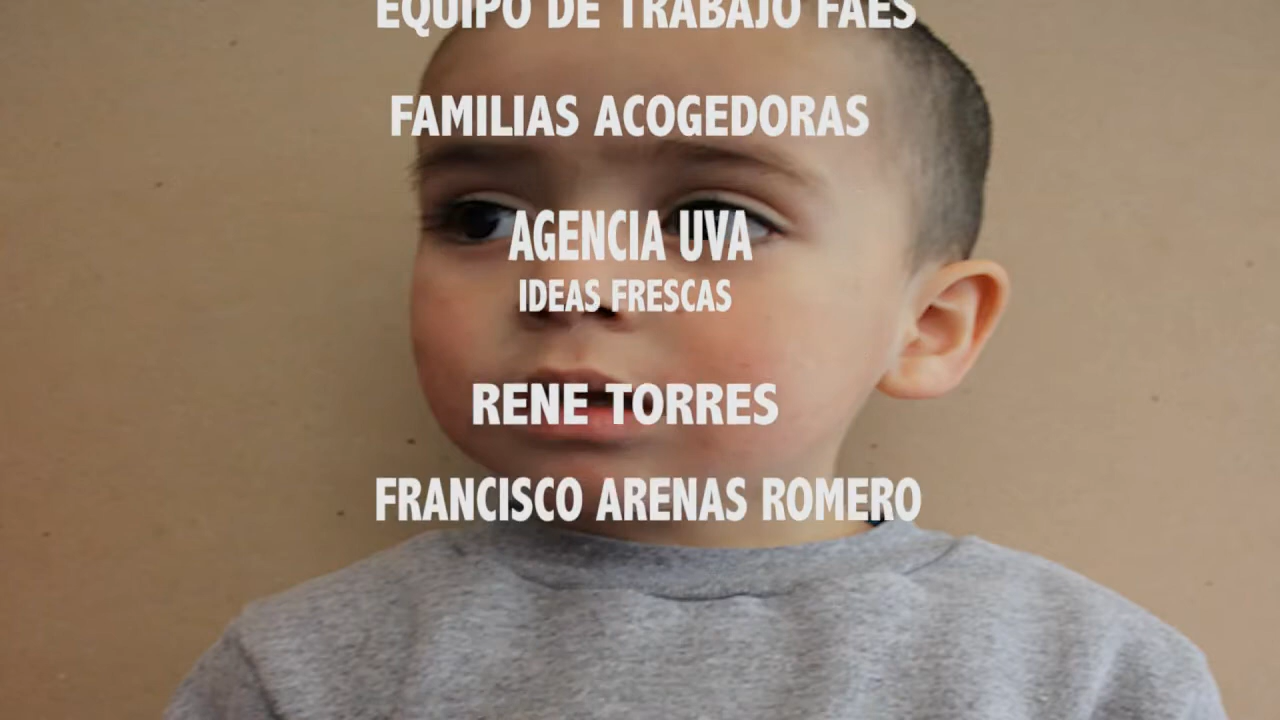 EQUIPO DE TRABAJO FAES
FAMILIAS ACOGEDORAS
AGENCIA UVA
IDEAS FRESCAS
RENE TORRES
FRANCISCO ARENAS ROMERO